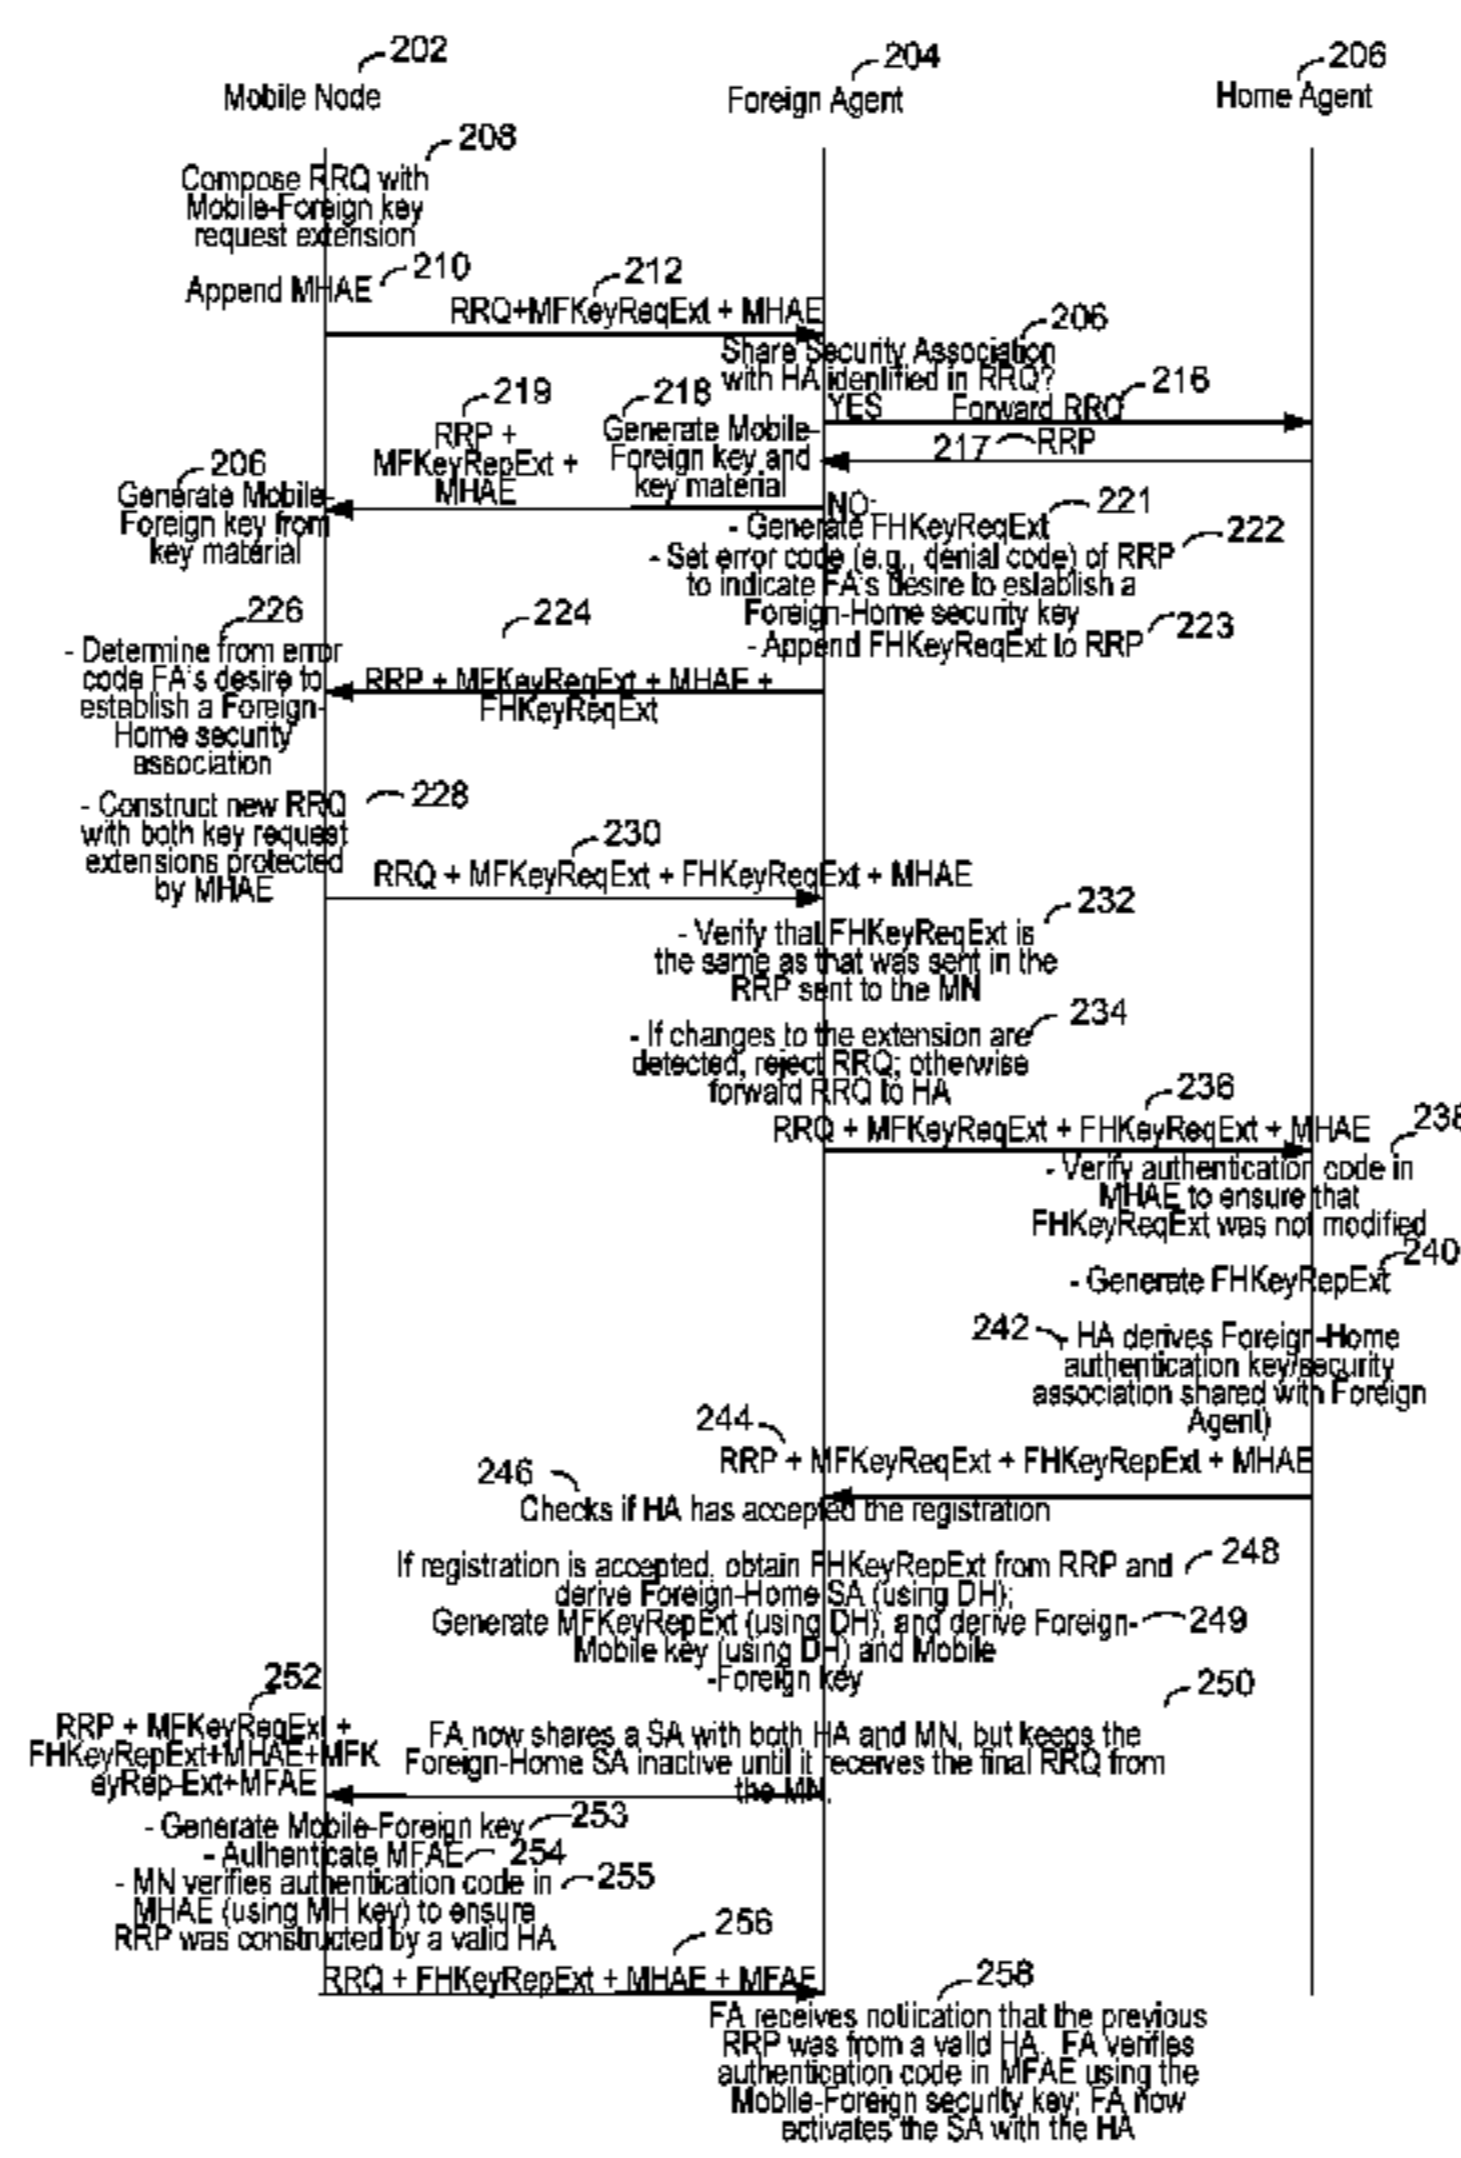 202
Mobile Node
204
Foreign Agent
206
Home Agent
208
Compose RRQ with
Mobile-Foreign key
request extension
210
Append MHAE
212
RRQ+MFKeyReqExt + MHAE
206
Share Security Association
with HA identified in RRQ?
216
YES Forward RRQ
217 RRP
218
Generate Mobile-
Foreign key and
key material
219
RRP +
MFKeyRepExt +
MHAE
206
Generate Mobile-
Foreign key from
key material
NO:
221
- Generate FHKeyReqExt
222
- Set error code (e.g., denial code) of RRP
to indicate FA's desire to establish a
Foreign-Home security key
223
- Append FHKeyReqExt to RRP
224
RRP + MFKeyReqExt + MHAE +
FHKeyReqExt
226
- Determine from error
code FA's desire to
establish a Foreign-
Home security
association
228
- Construct new RRQ
with both key request
extensions protected
by MHAE
230
RRQ + MFKeyReqExt + FHKeyReqExt + MHAE
232
- Verify that FHKeyReqExt is
the same as that was sent in the
RRP sent to the MN
234
- If changes to the extension are
detected, reject RRQ; otherwise
forward RRQ to HA
236
RRQ + MFKeyReqExt + FHKeyReqExt + MHAE
238
- Verify authentication code in
MHAE to ensure that
FHKeyReqExt was not modified
240
- Generate FHKeyRepExt
242
- HA derives Foreign-Home
authentication key/security
association shared with Foreign
Agent)
244
RRP + MFKeyReqExt + FHKeyRepExt + MHAE
246
Checks if HA has accepted the registration
248
If registration is accepted, obtain FHKeyRepExt from RRP and
derive Foreign-Home SA (using DH);
Generate MFKeyRepExt (using DH), and derive Foreign- 249
Mobile key (using DH) and Mobile
-Foreign key
250
FA now shares a SA with both HA and MN, but keeps the
Foreign-Home SA inactive until it receives the final RRQ from
the MN.
252
RRP + MFKeyReqExt +
FHKeyRepExt+MHAE+MFK
eyRep-Ext+MFAE
- Generate Mobile-Foreign key 253
- Authenticate MFAE 254
- MN verifies authentication code in 255
MHAE (using MH key) to ensure
RRP was constructed by a valid HA
256
RRQ + FHKeyRepExt + MHAE + MFAE
258
FA receives notiication that the previous
RRP was from a valid HA. FA verifies
authentication code in MFAE using the
Mobile-Foreign security key; FA now
activates the SA with the HA